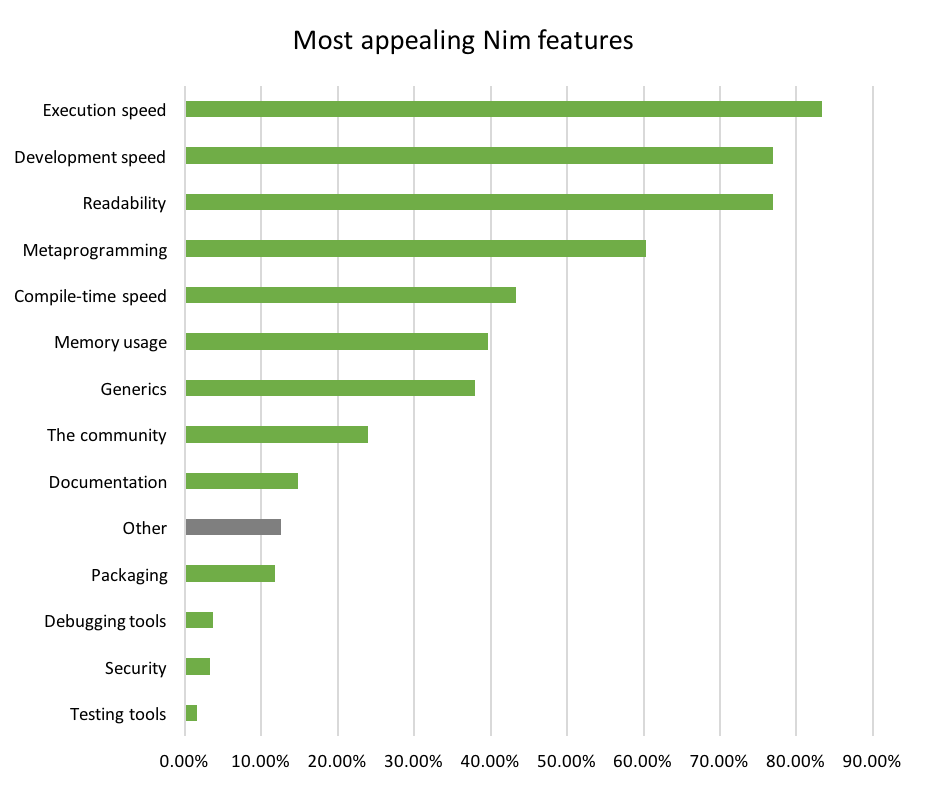 Most appealing Nim features
Execution speed
Development speed
Readability
Metaprogramming
Compile-time speed
Memory usage
Generics
The community
Documentation
Other
Packaging
Debugging tools
Security
Testing tools
0.00% 10.00% 20.00% 30.00% 40.00% 50.00% 60.00% 70.00% 80.00% 90.00%